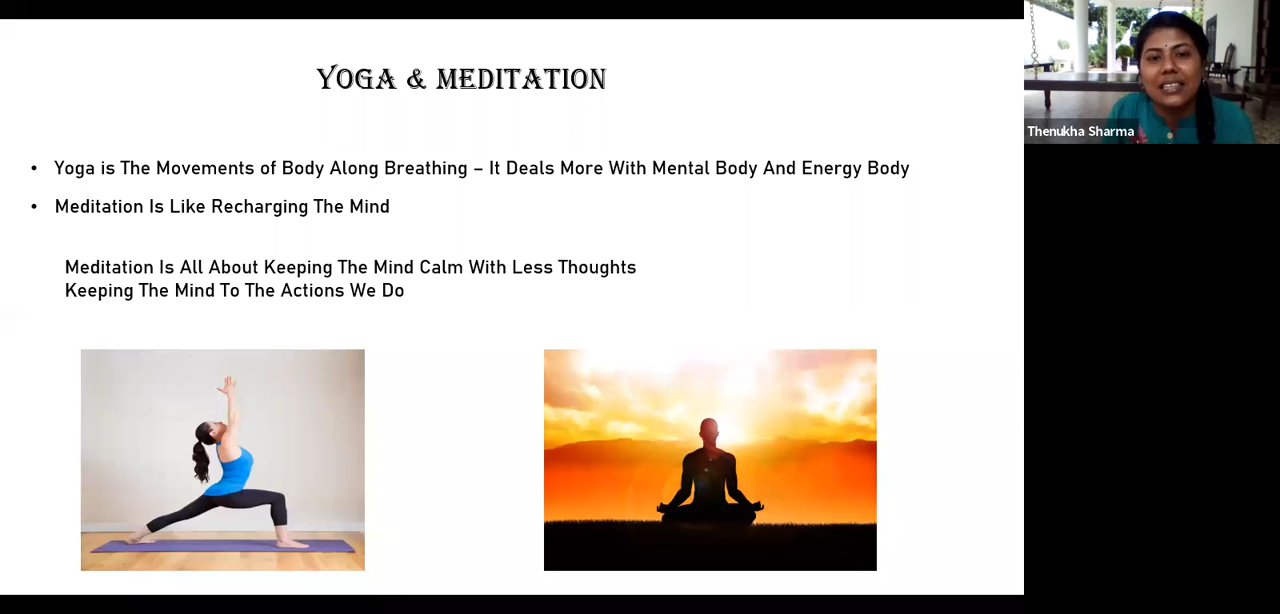 YOGA & MEDITATION
• Yoga is The Movements of Body Along Breathing – It Deals More With Mental Body And Energy Body
• Meditation Is Like Recharging The Mind
Meditation Is All About Keeping The Mind Calm With Less Thoughts
Keeping The Mind To The Actions We Do
Thenukha Sharma